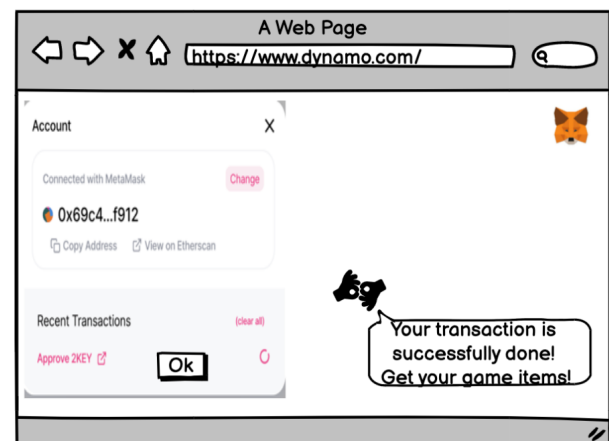 A Web Page
https://www.dynamo.com/
Account
X
Connected with MetaMask
Change
0x69c4...f912
Copy Address
View on Etherscan
Recent Transactions
(clear all)
Approve 2KEY
Ok
Your transaction is
successfully done!
Get your game items!